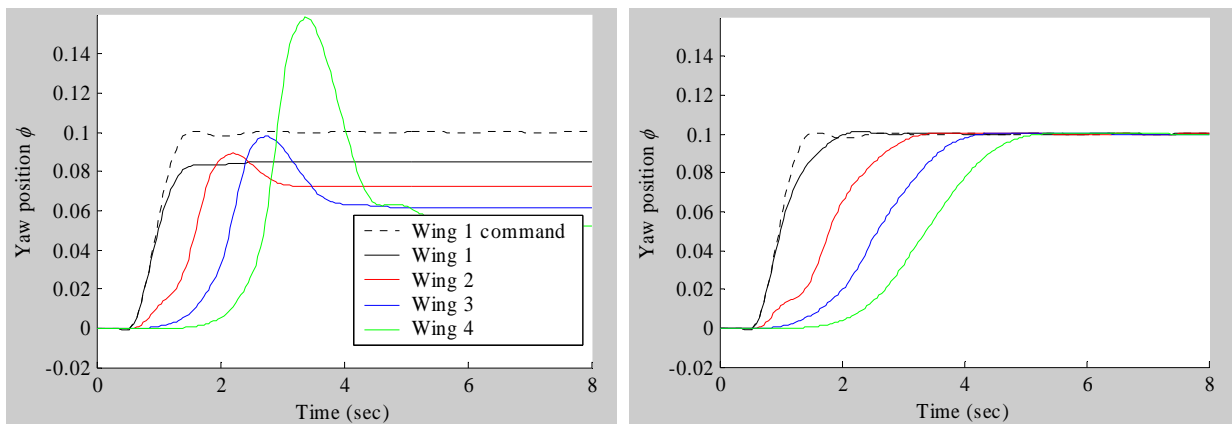 0.14
0.12
0.1
0.08
0.06
0.04
0.02
0
-0.02
Yaw position ϕ
0 2 4 6 8
Time (sec)
Wing 1 command
Wing 1
Wing 2
Wing 3
Wing 4
0.14
0.12
0.1
0.08
0.06
0.04
0.02
0
-0.02
Yaw position ϕ
0 2 4 6 8
Time (sec)